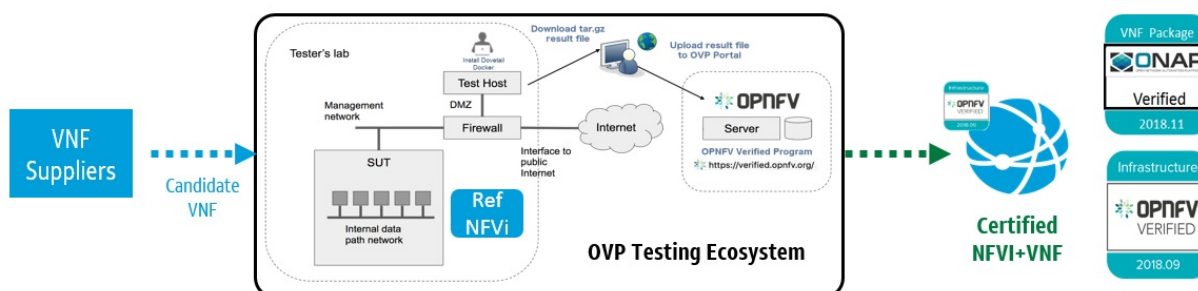 VNF
Suppliers
Candidate
VNF
Tester's lab
Install Dovetail
Docker
Test Host
DMZ
Management
network
Firewall
Internet
Interface to
public
Internet
SUT
Internal data
path network
Ref
NFVi
Download tar.gz
result file
Upload result file
to OVP Portal
OPNFV
Server
OPNFV Verified Program
https://verified.opnfv.org/
OVP Testing Ecosystem
Infrastructure
OPNFV
VERIFIED
2018.09
Certified
NFVI+VNF
VNF Package
ONAP
Verified
2018.11
Infrastructure
OPNFV
VERIFIED
2018.09